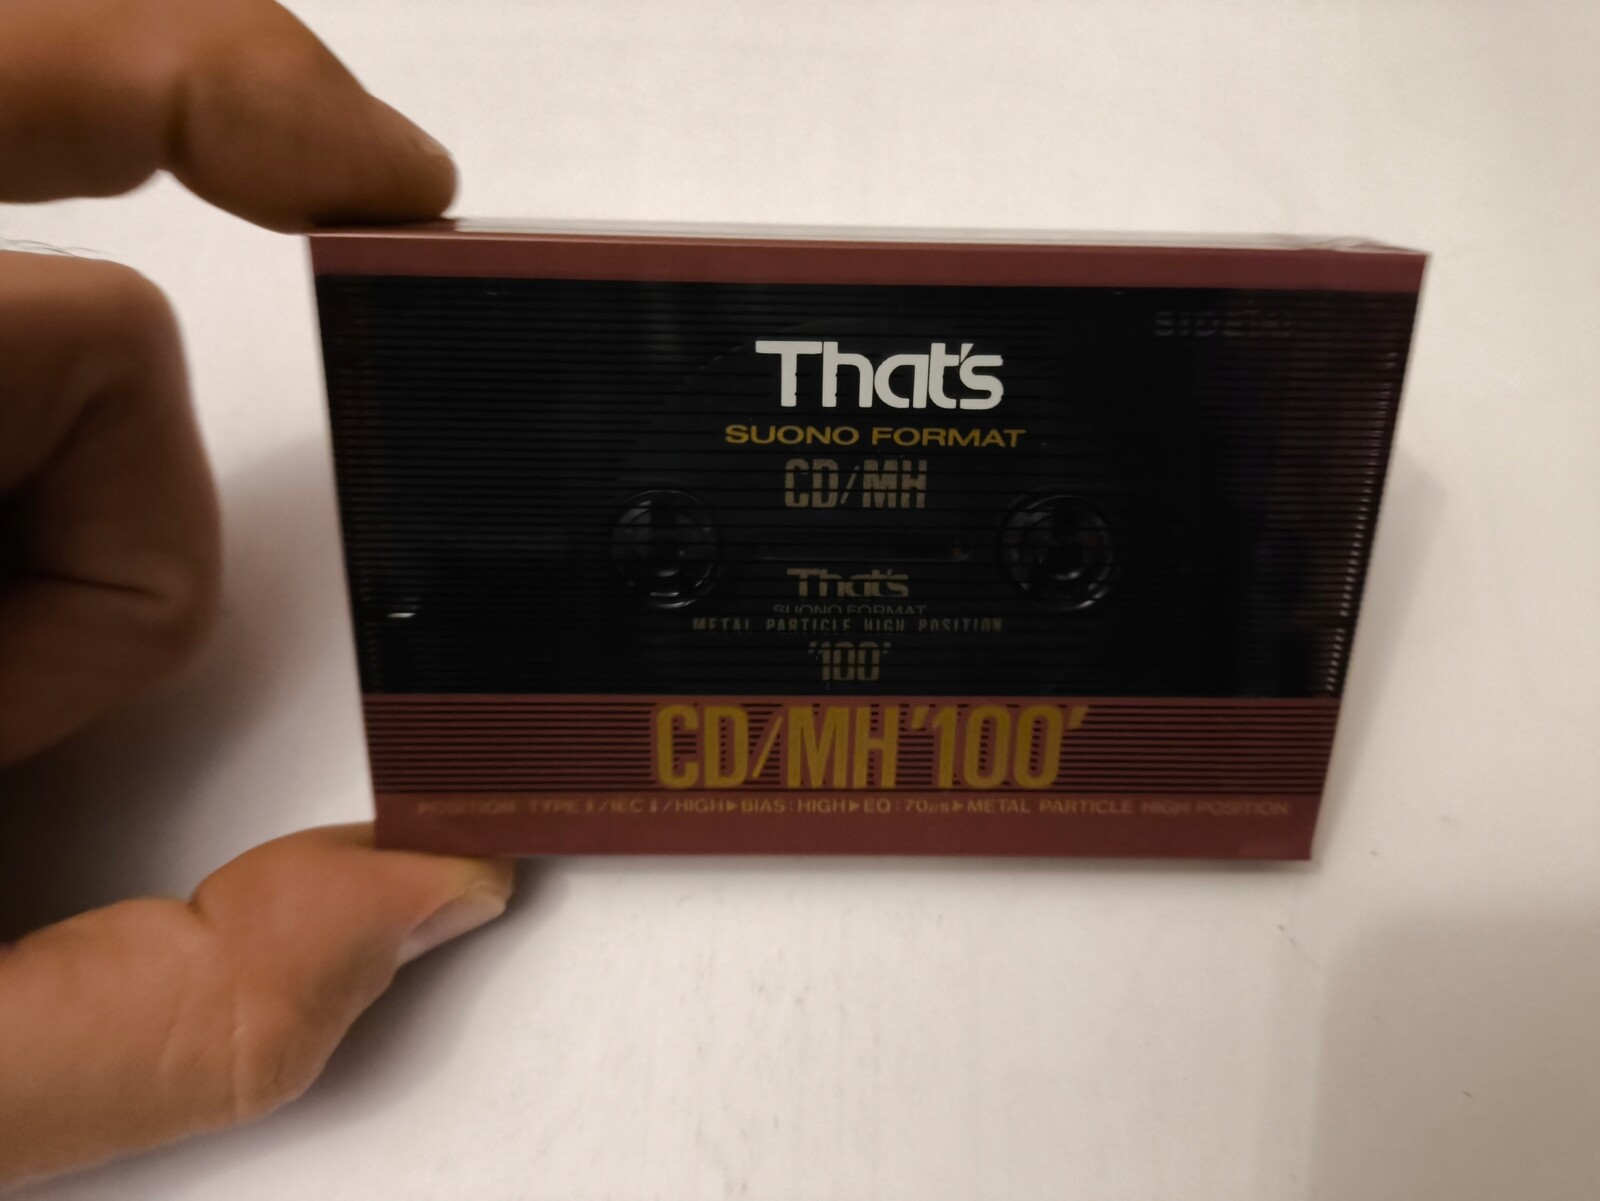 SIDE(A)
That's
SUONO FORMAT
CD/MH
That's
SUONO FORMAT
METAL PARTICLE HIGH POSITION
'100'
CD/MH'100'
POSITION TYPE II/IEC II/HIGH▶BIAS:HIGH▶EQ:70μs▶METAL PARTICLE HIGH POSITION